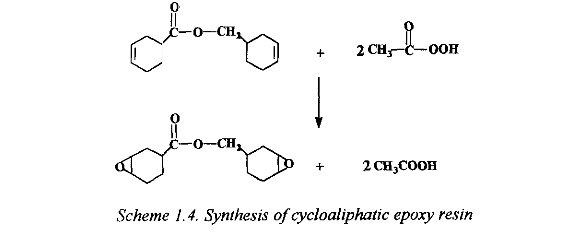 O
C—O—CH₂
+
2 CH₃—C—OOH
O
O
C—O—CH₂
O
O
+
2 CH₃COOH
Scheme 1.4. Synthesis of cycloaliphatic epoxy resin